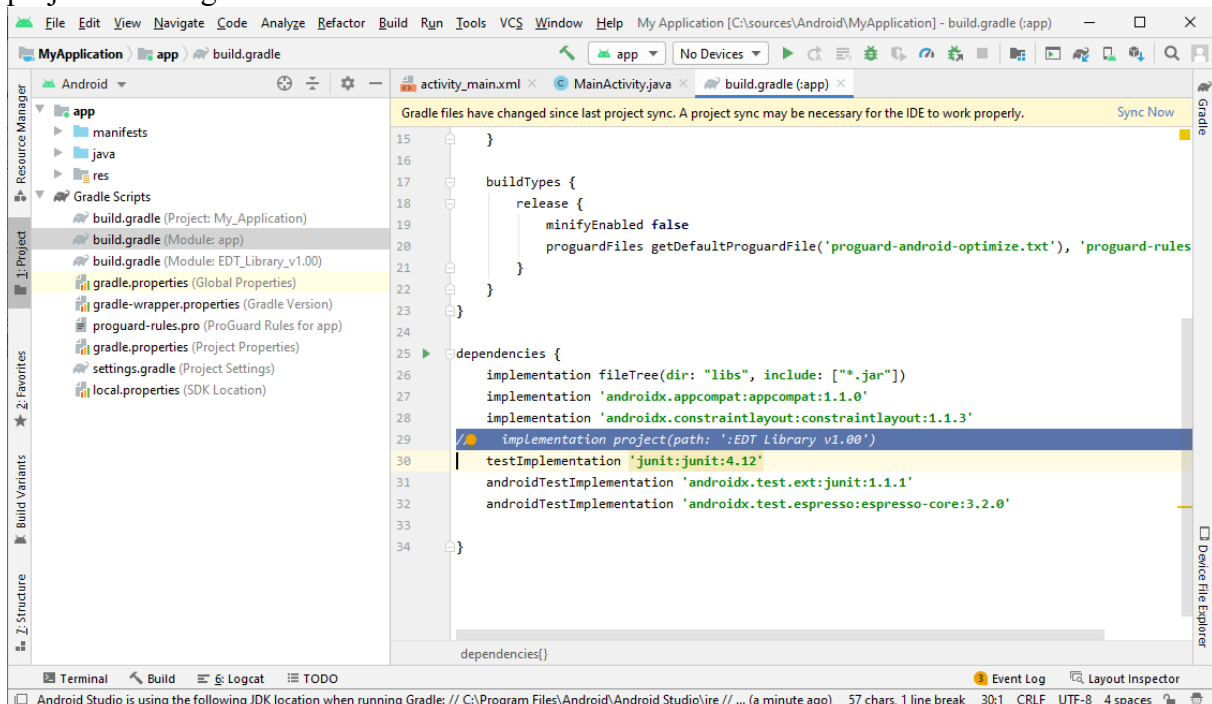 File Edit View Navigate Code Analyze Refactor Build Run Tools VCS Window Help My Application [C:\sources\Android\MyApplication] - build.gradle (:app)
MyApplication app build.gradle app No Devices
Android activity_main.xml MainActivity.java build.gradle (:app)
Gradle files have changed since last project sync. A project sync may be necessary for the IDE to work properly. Sync Now
Resource Manager
1: Project
2: Favorites
Build Variants
7: Structure
app
manifests
java
res
Gradle Scripts
build.gradle (Project: My_Application)
build.gradle (Module: app)
build.gradle (Module: EDT_Library_v1.00)
gradle.properties (Global Properties)
gradle-wrapper.properties (Gradle Version)
proguard-rules.pro (ProGuard Rules for app)
gradle.properties (Project Properties)
settings.gradle (Project Settings)
local.properties (SDK Location)
15 }
16
17 buildTypes {
18 release {
19 minifyEnabled false
20 proguardFiles getDefaultProguardFile('proguard-android-optimize.txt'), 'proguard-rules
21 }
22 }
23 }
24
25 dependencies {
26 implementation fileTree(dir: "libs", include: ["*.jar"])
27 implementation 'androidx.appcompat:appcompat:1.1.0'
28 implementation 'androidx.constraintlayout:constraintlayout:1.1.3'
29 // implementation project(path: ':EDT Library v1.00')
30 testImplementation 'junit:junit:4.12'
31 androidTestImplementation 'androidx.test.ext:junit:1.1.1'
32 androidTestImplementation 'androidx.test.espresso:espresso-core:3.2.0'
33
34 }
dependencies{}
Gradle
Device File Explorer
Terminal Build 6: Logcat TODO 3 Event Log Layout Inspector
Android Studio is using the following JDK location when running Gradle: // C:\Program Files\Android\Android Studio\jre // ... (a minute ago) 57 chars, 1 line break 30:1 CRLF UTF-8 4 spaces